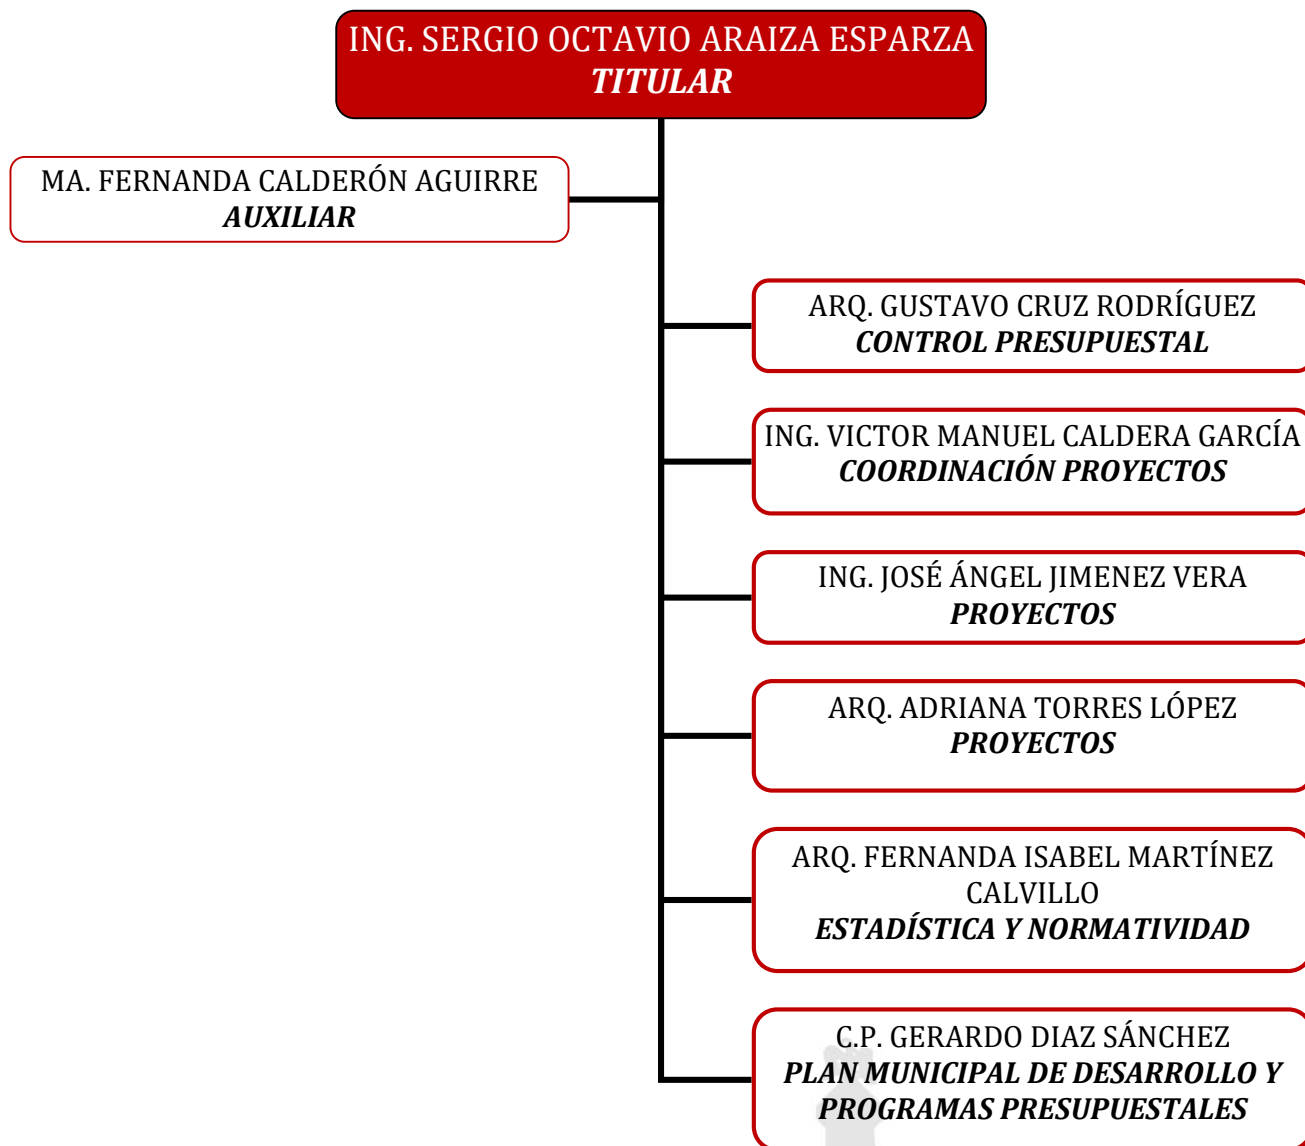 ING. SERGIO OCTAVIO ARAIZA ESPARZA
TITULAR
MA. FERNANDA CALDERÓN AGUIRRE
AUXILIAR
ARQ. GUSTAVO CRUZ RODRÍGUEZ
CONTROL PRESUPUESTAL
ING. VICTOR MANUEL CALDERA GARCÍA
COORDINACIÓN PROYECTOS
ING. JOSÉ ÁNGEL JIMENEZ VERA
PROYECTOS
ARQ. ADRIANA TORRES LÓPEZ
PROYECTOS
ARQ. FERNANDA ISABEL MARTÍNEZ
CALVILLO
ESTADÍSTICA Y NORMATIVIDAD
C.P. GERARDO DIAZ SÁNCHEZ
PLAN MUNICIPAL DE DESARROLLO Y
PROGRAMAS PRESUPUESTALES